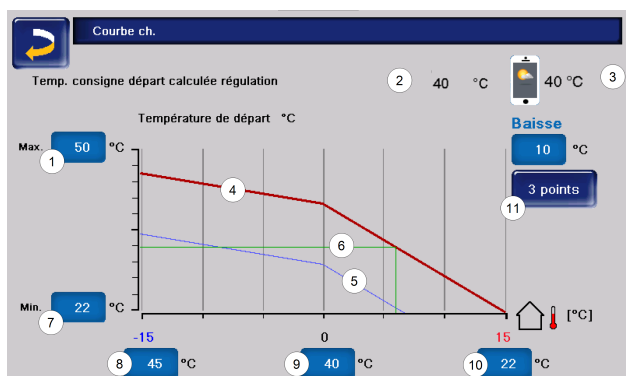 Courbe ch.
Temp. consigne départ calculée régulation 2 40 °C 40 °C 3
Température de départ °C
Baisse
Max. 50 °C 10 °C
1
4
3 points
11
6
5
Min. 22 °C [°C]
7
-15 0 15
8 45 °C 9 40 °C 10 22 °C